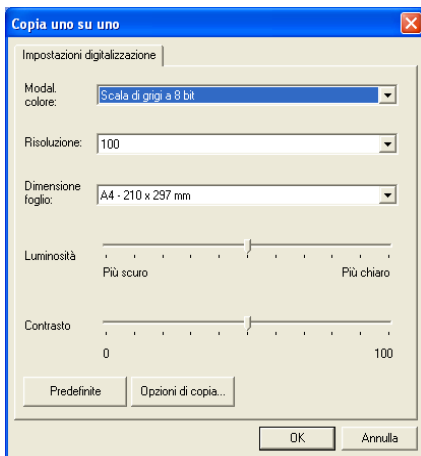 Copia uno su uno
Impostazioni digitalizzazione
Modal.
colore:
Scala di grigi a 8 bit
Risoluzione:
100
Dimensione
foglio:
A4 - 210 x 297 mm
Luminosità
Più scuro
Più chiaro
Contrasto
0
100
Predefinite
Opzioni di copia...
OK
Annulla